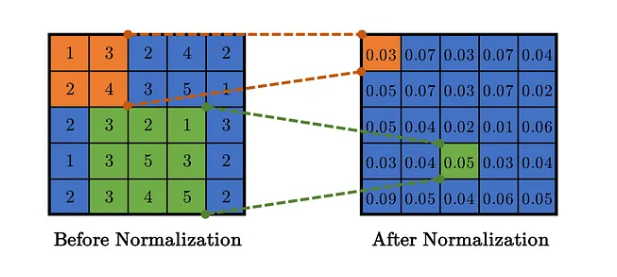 1 3 2 4 2
2 4 3 5 1
2 3 2 1 3
1 3 5 3 2
2 3 4 5 2
Before Normalization
0.03 0.07 0.03 0.07 0.04
0.05 0.07 0.03 0.07 0.02
0.05 0.04 0.02 0.01 0.06
0.03 0.04 0.05 0.03 0.04
0.09 0.05 0.04 0.06 0.05
After Normalization